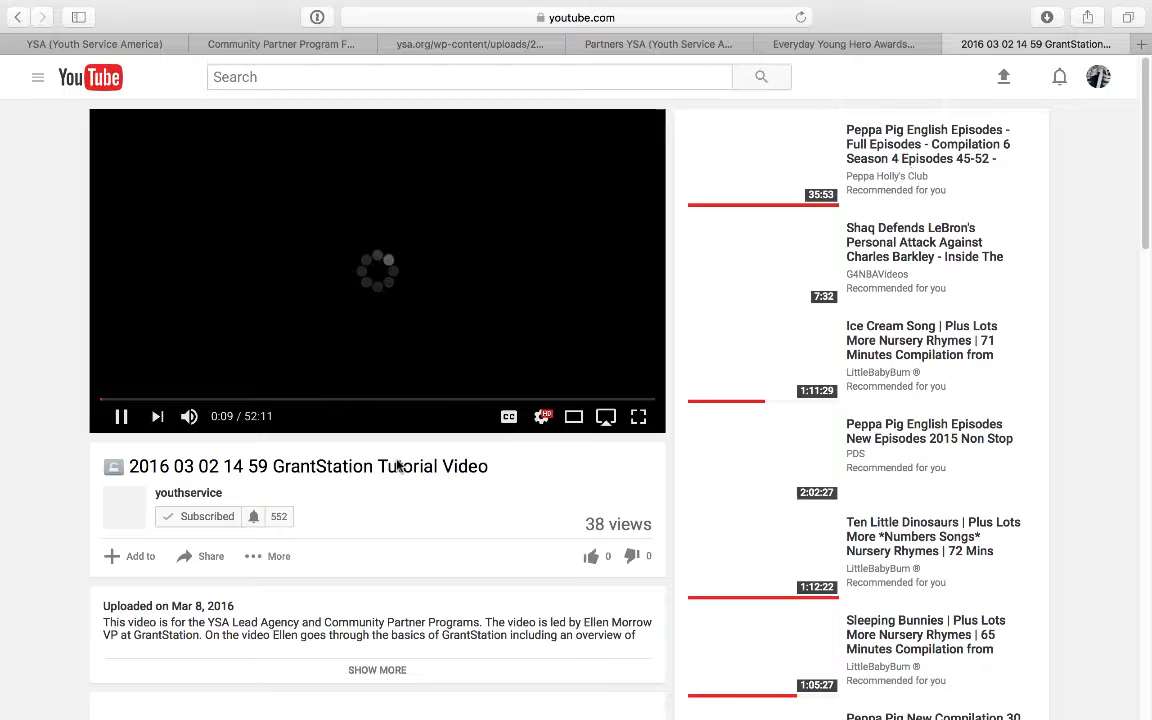 youtube.com
YSA (Youth Service America)
Community Partner Program F...
ysa.org/wp-content/uploads/2...
Partners YSA (Youth Service A...
Everyday Young Hero Awards...
2016 03 02 14 59 GrantStation...
YouTube
Search
Peppa Pig English Episodes -
Full Episodes - Compilation 6
Season 4 Episodes 45-52 -
Peppa Holly's Club
Recommended for you
35:53
Shaq Defends LeBron's
Personal Attack Against
Charles Barkley - Inside The
G4NBAVideos
Recommended for you
7:32
Ice Cream Song | Plus Lots
More Nursery Rhymes | 71
Minutes Compilation from
LittleBabyBum ®
Recommended for you
1:11:29
Peppa Pig English Episodes
New Episodes 2015 Non Stop
PDS
Recommended for you
2:02:27
Ten Little Dinosaurs | Plus Lots
More *Numbers Songs*
Nursery Rhymes | 72 Mins
LittleBabyBum ®
Recommended for you
1:12:22
Sleeping Bunnies | Plus Lots
More Nursery Rhymes | 65
Minutes Compilation from
LittleBabyBum ®
Recommended for you
1:05:27
Peppa Pig New Compilation 30
0:09 / 52:11
CC
HD
2016 03 02 14 59 GrantStation Tutorial Video
youthservice
Subscribed
552
38 views
Add to
Share
More
0
0
Uploaded on Mar 8, 2016
This video is for the YSA Lead Agency and Community Partner Programs. The video is led by Ellen Morrow
VP at GrantStation. On the video Ellen goes through the basics of GrantStation including an overview of
SHOW MORE